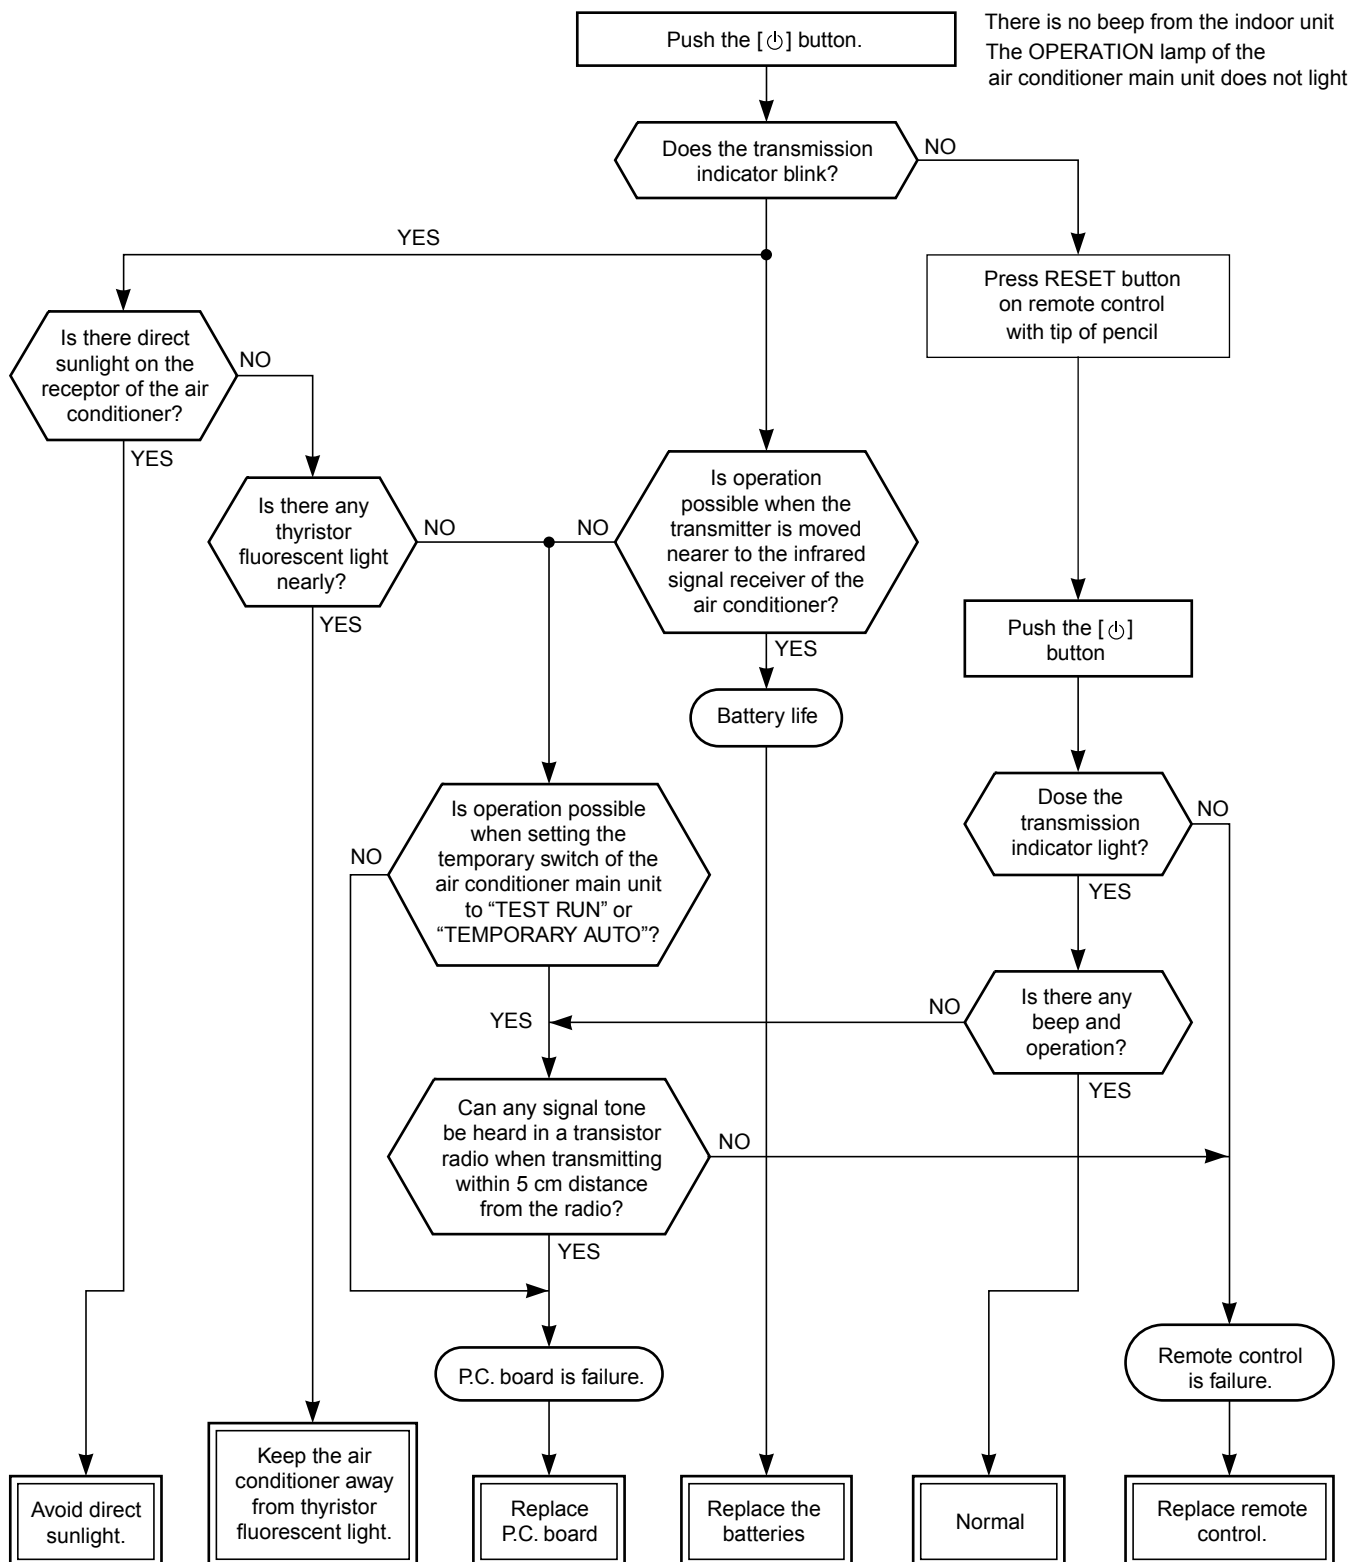 Push the [⏻] button.
There is no beep from the indoor unit
The OPERATION lamp of the
air conditioner main unit does not light
Does the transmission
indicator blink?
NO
YES
Press RESET button
on remote control
with tip of pencil
Is there direct
sunlight on the
receptor of the air
conditioner?
NO
YES
Is there any
thyristor
fluorescent light
nearly?
NO
YES
Is operation
possible when the
transmitter is moved
nearer to the infrared
signal receiver of the
air conditioner?
NO
YES
Push the [⏻]
button
Battery life
Is operation possible
when setting the
temporary switch of the
air conditioner main unit
to “TEST RUN” or
“TEMPORARY AUTO”?
NO
YES
Dose the
transmission
indicator light?
NO
YES
Is there any
beep and
operation?
NO
YES
Can any signal tone
be heard in a transistor
radio when transmitting
within 5 cm distance
from the radio?
NO
YES
P.C. board is failure.
Remote control
is failure.
Avoid direct
sunlight.
Keep the air
conditioner away
from thyristor
fluorescent light.
Replace
P.C. board
Replace the
batteries
Normal
Replace remote
control.